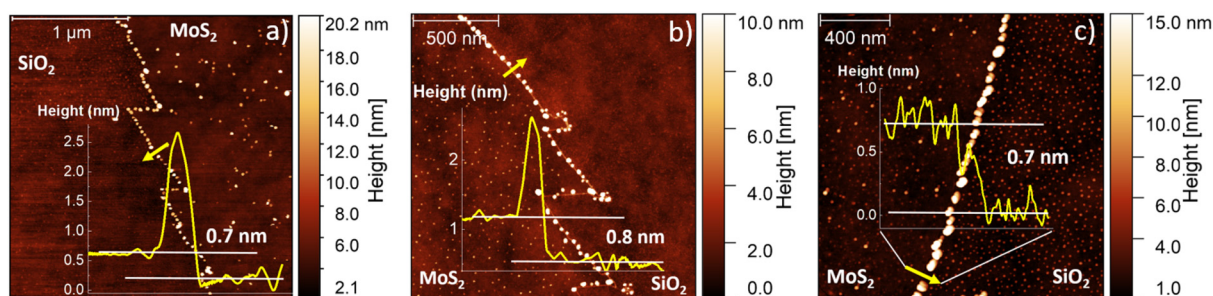 1 µm
MoS₂
a)
SiO₂
Height (nm)
2.5
2.0
1.5
1.0
0.5
0.0
0.7 nm
20.2 nm
18.0
16.0
14.0
12.0
10.0
8.0
6.0
4.0
2.1
Height [nm]
500 nm
b)
Height (nm)
2
1
0.8 nm
MoS₂
SiO₂
10.0 nm
8.0
6.0
4.0
2.0
0.0
Height [nm]
400 nm
c)
Height (nm)
1.0
0.5
0.0
0.7 nm
MoS₂
SiO₂
15.0 nm
12.0
10.0
8.0
6.0
4.0
1.0
Height [nm]